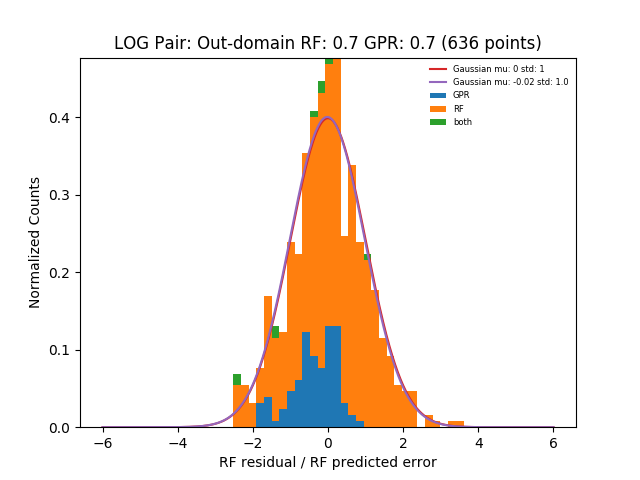 LOG Pair: Out-domain RF: 0.7 GPR: 0.7 (636 points)
Gaussian mu: 0 std: 1
Gaussian mu: -0.02 std: 1.0
GPR
RF
both
Normalized Counts
0.4
0.3
0.2
0.1
0.0
−6 −4 −2 0 2 4 6
RF residual / RF predicted error